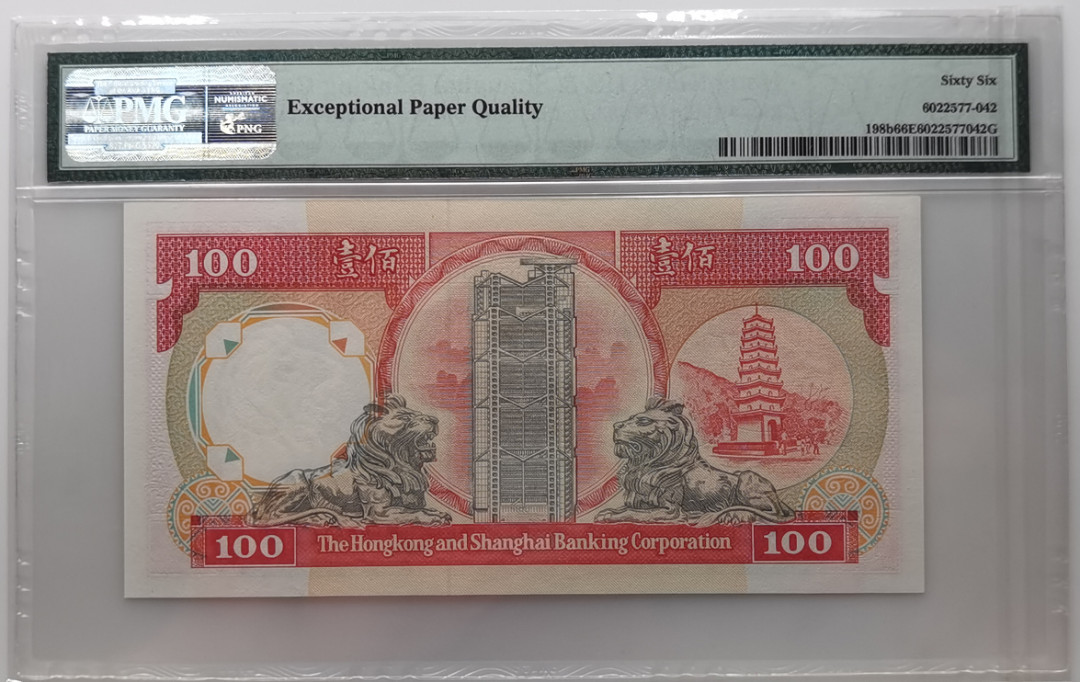 PMG
PAPER MONEY GUARANTY
NUMISMATIC
PNG
Exceptional Paper Quality
Sixty Six
6022577-042
198b66E6022577042G
100 壹佰 壹佰 100
100 The Hongkong and Shanghai Banking Corporation 100